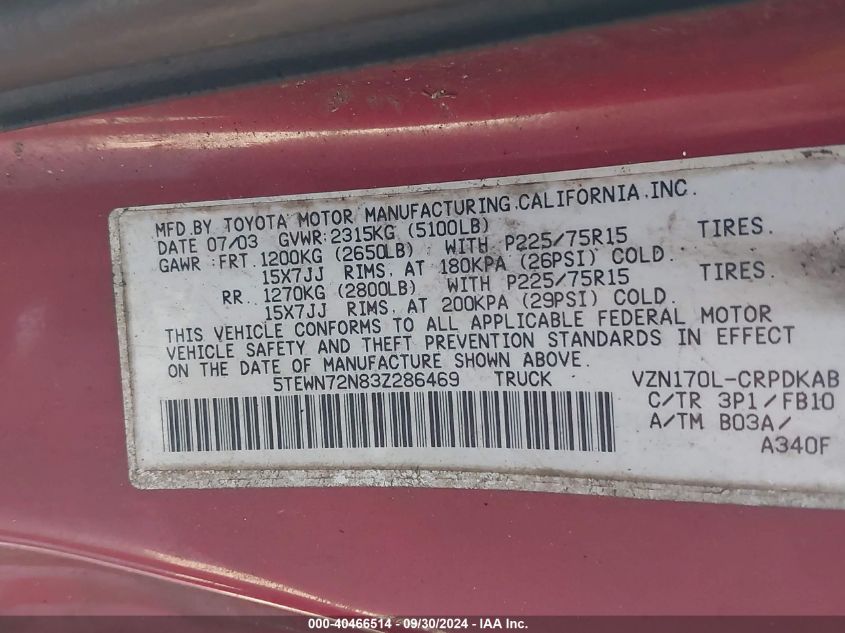 MFD.BY TOYOTA MOTOR MANUFACTURING.CALIFORNIA.INC.
DATE 07/03 GVWR:2315KG (5100LB)
GAWR :FRT.1200KG (2650LB) WITH P225/75R15 TIRES.
15X7JJ RIMS. AT 180KPA (26PSI) COLD.
RR. 1270KG (2800LB) WITH P225/75R15 TIRES.
15X7JJ RIMS. AT 200KPA (29PSI) COLD.
THIS VEHICLE CONFORMS TO ALL APPLICABLE FEDERAL MOTOR
VEHICLE SAFETY AND THEFT PREVENTION STANDARDS IN EFFECT
ON THE DATE OF MANUFACTURE SHOWN ABOVE.
5TEWN72N83Z286469 TRUCK VZN170L-CRPDKAB
C/TR 3P1/FB10
A/TM B03A/
A340F
000-40466514 - 09/30/2024 - IAA Inc.